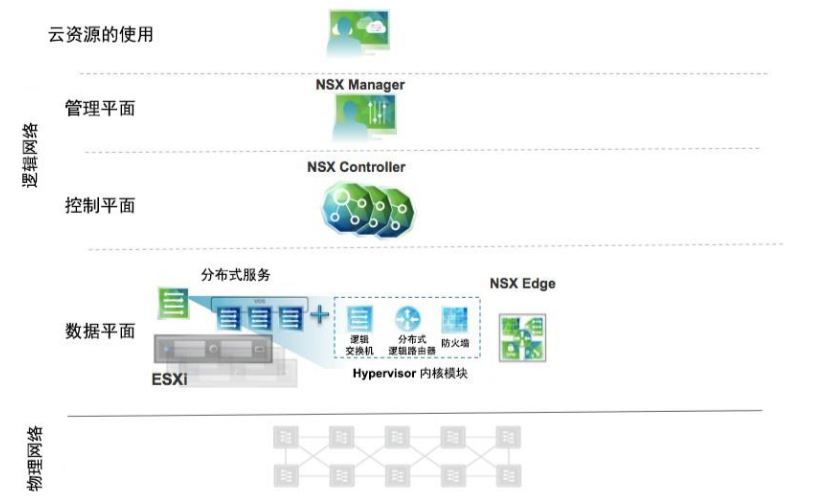 云资源的使用
NSX Manager
管理平面
逻辑网络
NSX Controller
控制平面
分布式服务
NSX Edge
数据平面
逻辑
交换机
分布式
逻辑路由器
防火墙
ESXi
Hypervisor 内核模块
物理网络